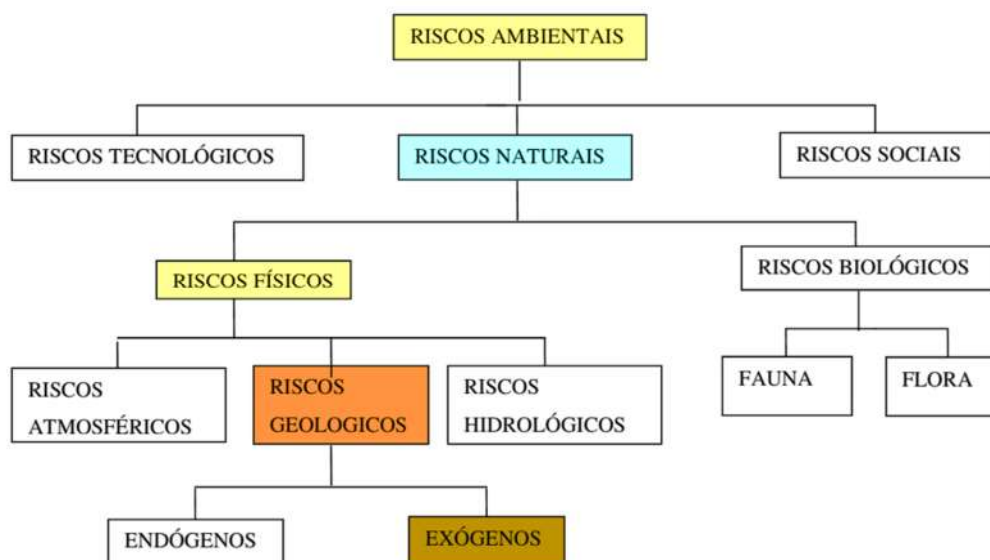 RISCOS AMBIENTAIS
RISCOS TECNOLÓGICOS
RISCOS NATURAIS
RISCOS SOCIAIS
RISCOS FÍSICOS
RISCOS BIOLÓGICOS
RISCOS
ATMOSFÉRICOS
RISCOS
GEOLOGICOS
RISCOS
HIDROLÓGICOS
FAUNA
FLORA
ENDÓGENOS
EXÓGENOS